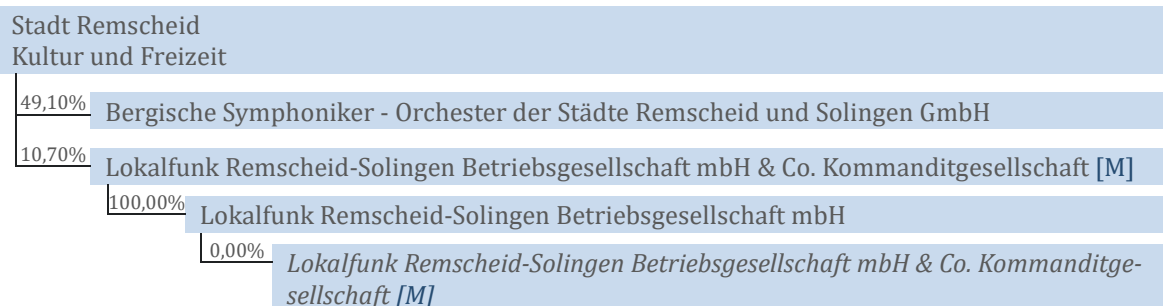 Stadt Remscheid
Kultur und Freizeit
49,10%
Bergische Symphoniker - Orchester der Städte Remscheid und Solingen GmbH
10,70%
Lokalfunk Remscheid-Solingen Betriebsgesellschaft mbH & Co. Kommanditgesellschaft [M]
100,00%
Lokalfunk Remscheid-Solingen Betriebsgesellschaft mbH
0,00%
Lokalfunk Remscheid-Solingen Betriebsgesellschaft mbH & Co. Kommanditge-
sellschaft [M]